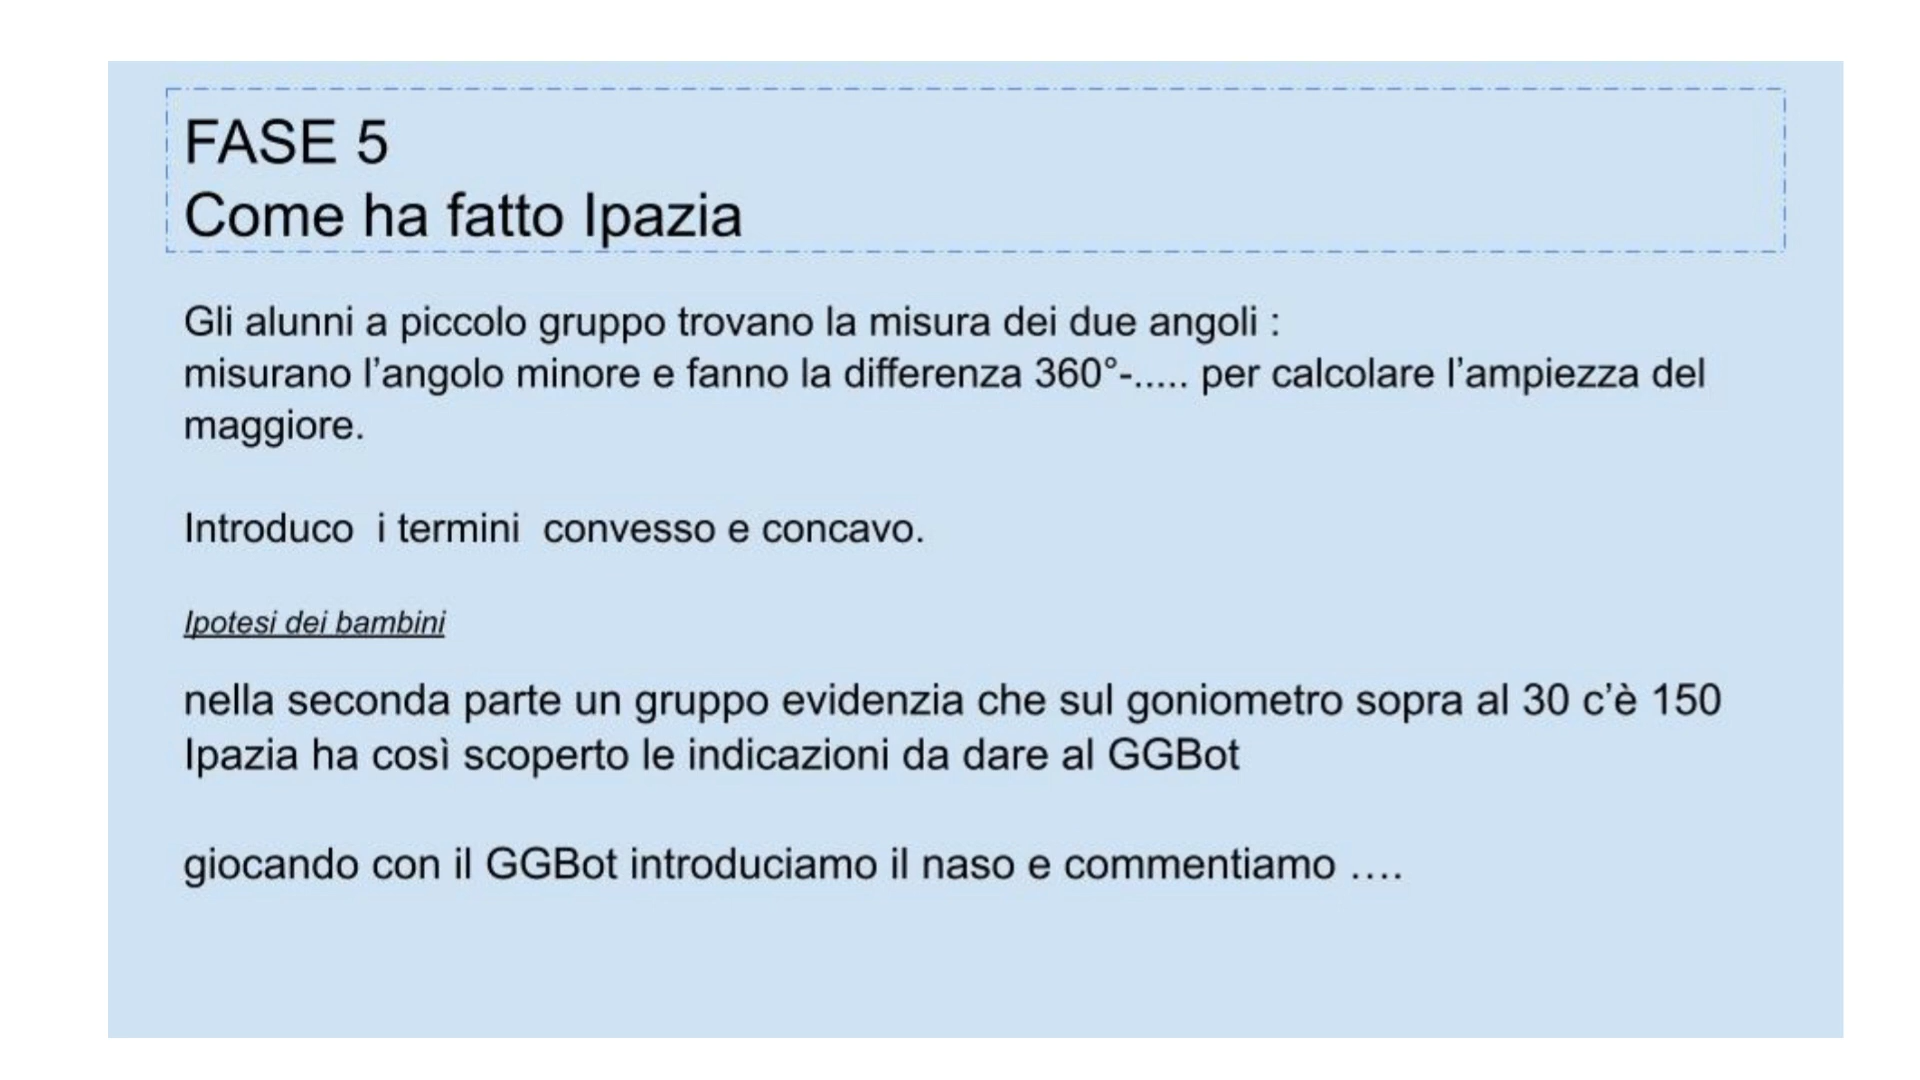 FASE 5
Come ha fatto Ipazia
Gli alunni a piccolo gruppo trovano la misura dei due angoli :
misurano l’angolo minore e fanno la differenza 360°-..... per calcolare l’ampiezza del
maggiore.
Introduco  i termini  convesso e concavo.
Ipotesi dei bambini
nella seconda parte un gruppo evidenzia che sul goniometro sopra al 30 c’è 150
Ipazia ha così scoperto le indicazioni da dare al GGBot
giocando con il GGBot introduciamo il naso e commentiamo ….